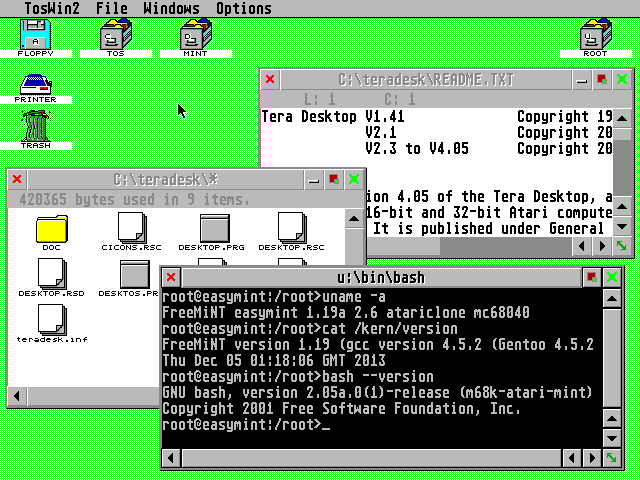 TosWin2 File Windows Options
FLOPPY
TOS
MINT
ROOT
PRINTER
TRASH
C:\teradesk\README.TXT
L: 1 C: 1
Tera Desktop V1.41 Copyright 19
V2.1 Copyright 20
V2.3 to V4.05 Copyright 20
ion 4.05 of the Tera Desktop, a
16-bit and 32-bit Atari compute
It is published under General
C:\teradesk\*
420365 bytes used in 9 items.
DOC
CICONS.RSC
DESKTOP.PRG
DESKTOP.RSC
DESKTOP.RSD
DESKTOS.PR
teradesk.inf
u:\bin\bash
root@easymint:/root>uname -a
FreeMiNT easymint 1.19a 2.6 atariclone mc68040
root@easymint:/root>cat /kern/version
FreeMiNT version 1.19 (gcc version 4.5.2 (Gentoo 4.5.2
Thu Dec 05 01:18:06 GMT 2013
root@easymint:/root>bash --version
GNU bash, version 2.05a.0(1)-release (m68k-atari-mint)
Copyright 2001 Free Software Foundation, Inc.
root@easymint:/root>_